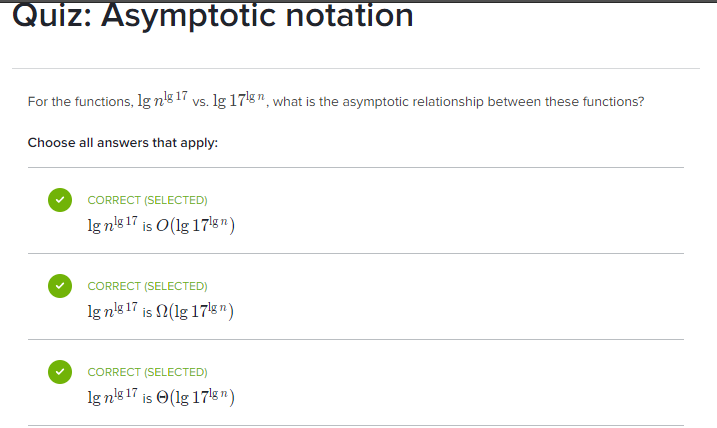 Quiz: Asymptotic notation
For the functions, lg n^{lg 17} vs. lg 17^{lg n}, what is the asymptotic relationship between these functions?
Choose all answers that apply:
CORRECT (SELECTED)
lg n^{lg 17} is O(lg 17^{lg n})
CORRECT (SELECTED)
lg n^{lg 17} is Ω(lg 17^{lg n})
CORRECT (SELECTED)
lg n^{lg 17} is Θ(lg 17^{lg n})